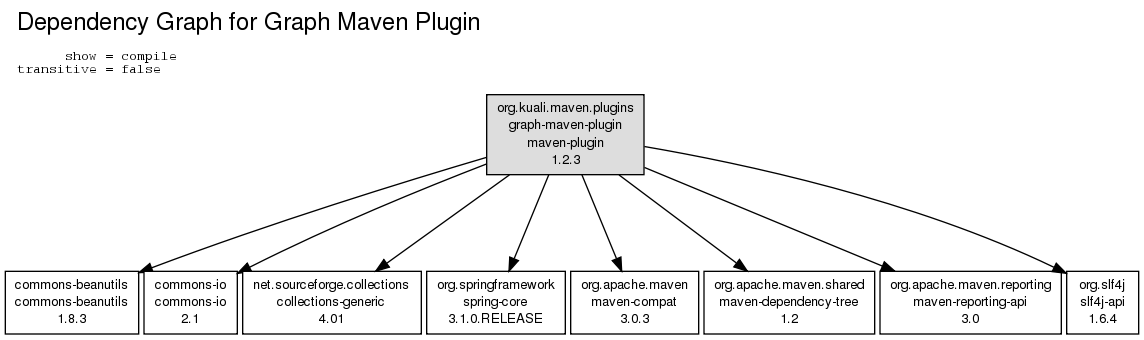 Dependency Graph for Graph Maven Plugin
show = compile
transitive = false
org.kuali.maven.plugins
graph-maven-plugin
maven-plugin
1.2.3
commons-beanutils
commons-beanutils
1.8.3
commons-io
commons-io
2.1
net.sourceforge.collections
collections-generic
4.01
org.springframework
spring-core
3.1.0.RELEASE
org.apache.maven
maven-compat
3.0.3
org.apache.maven.shared
maven-dependency-tree
1.2
org.apache.maven.reporting
maven-reporting-api
3.0
org.slf4j
slf4j-api
1.6.4